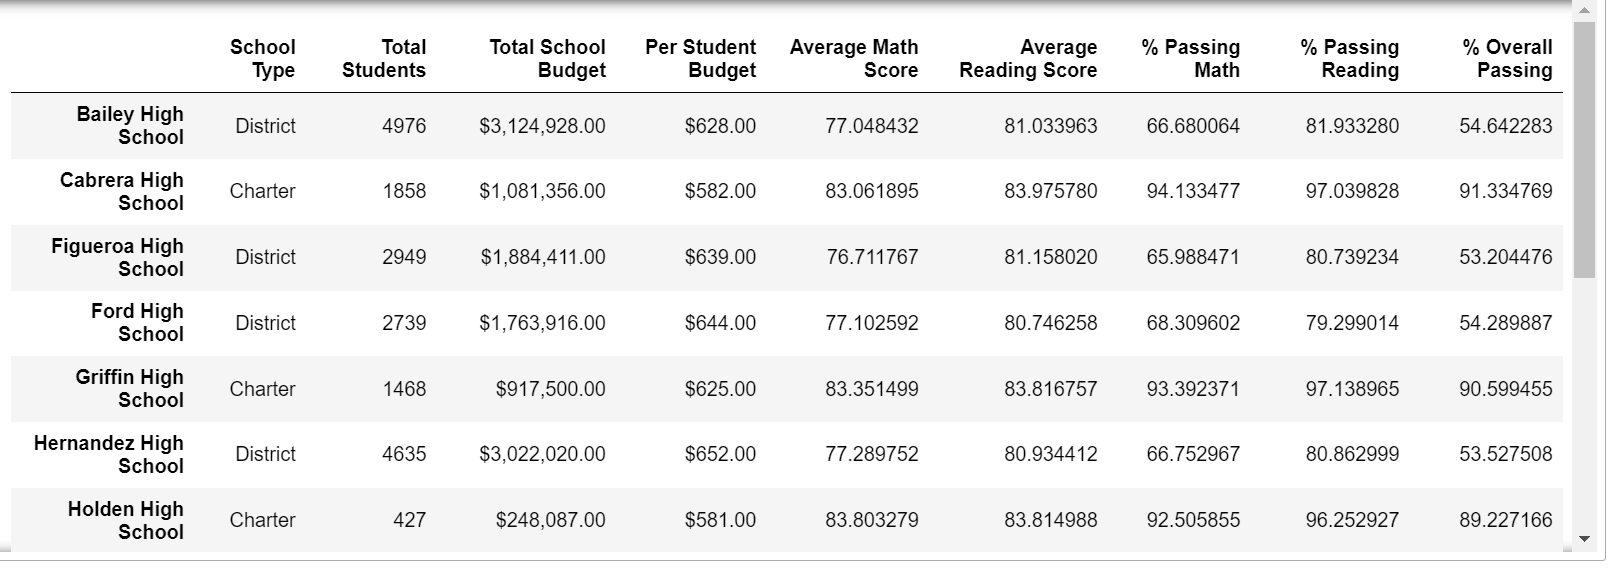 School Type Total Students Total School Budget Per Student Budget Average Math Score Average Reading Score % Passing Math % Passing Reading % Overall Passing
Bailey High School District 4976 $3,124,928.00 $628.00 77.048432 81.033963 66.680064 81.933280 54.642283
Cabrera High School Charter 1858 $1,081,356.00 $582.00 83.061895 83.975780 94.133477 97.039828 91.334769
Figueroa High School District 2949 $1,884,411.00 $639.00 76.711767 81.158020 65.988471 80.739234 53.204476
Ford High School District 2739 $1,763,916.00 $644.00 77.102592 80.746258 68.309602 79.299014 54.289887
Griffin High School Charter 1468 $917,500.00 $625.00 83.351499 83.816757 93.392371 97.138965 90.599455
Hernandez High School District 4635 $3,022,020.00 $652.00 77.289752 80.934412 66.752967 80.862999 53.527508
Holden High School Charter 427 $248,087.00 $581.00 83.803279 83.814988 92.505855 96.252927 89.227166